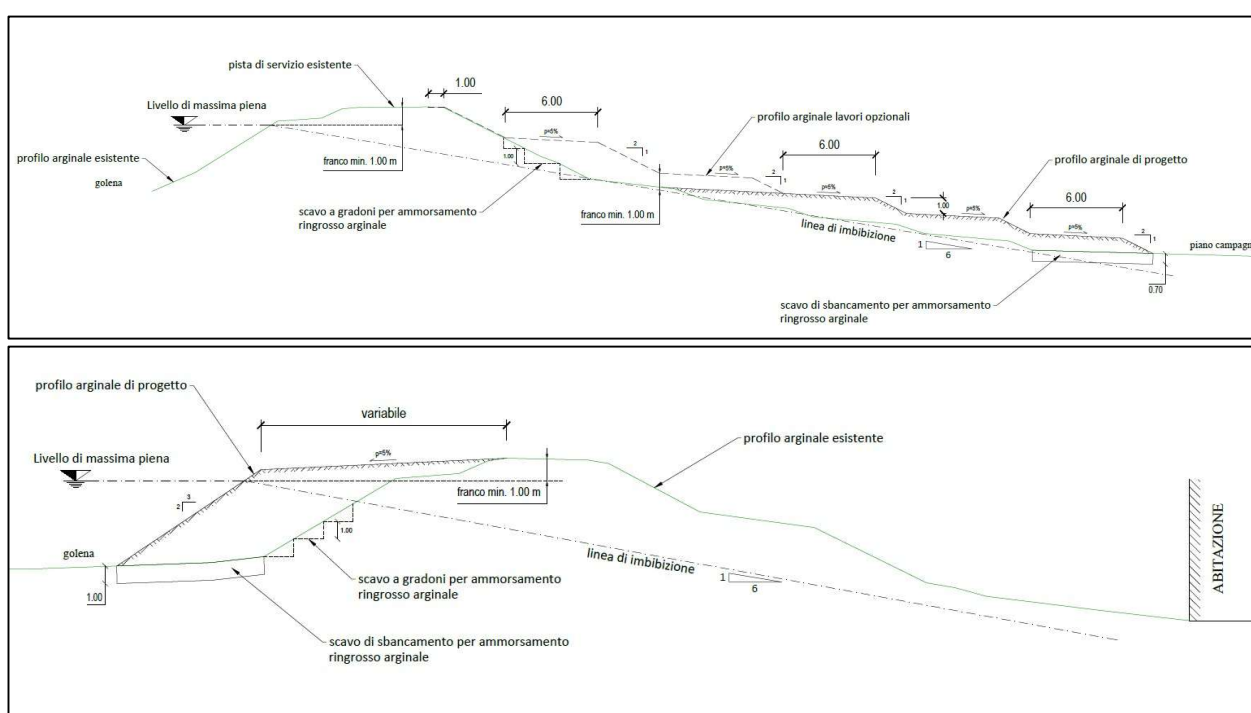 pista di servizio esistente
1.00
Livello di massima piena
6.00
profilo arginale lavori opzionali
p=5%
profilo arginale esistente
golena
franco min. 1.00 m
1.00
2
1
p=5%
2
1
6.00
profilo arginale di progetto
scavo a gradoni per ammorsamento
ringrosso arginale
franco min. 1.00 m
p=5%
2
1
1.00
p=5%
6.00
linea di imbibizione
1
6
p=5%
2
1
piano campagna
0.70
scavo di sbancamento per ammorsamento
ringrosso arginale
profilo arginale di progetto
variabile
profilo arginale esistente
Livello di massima piena
p=5%
franco min. 1.00 m
3
2
1.00
golena
linea di imbibizione
1
6
1.00
scavo a gradoni per ammorsamento
ringrosso arginale
scavo di sbancamento per ammorsamento
ringrosso arginale
ABITAZIONE